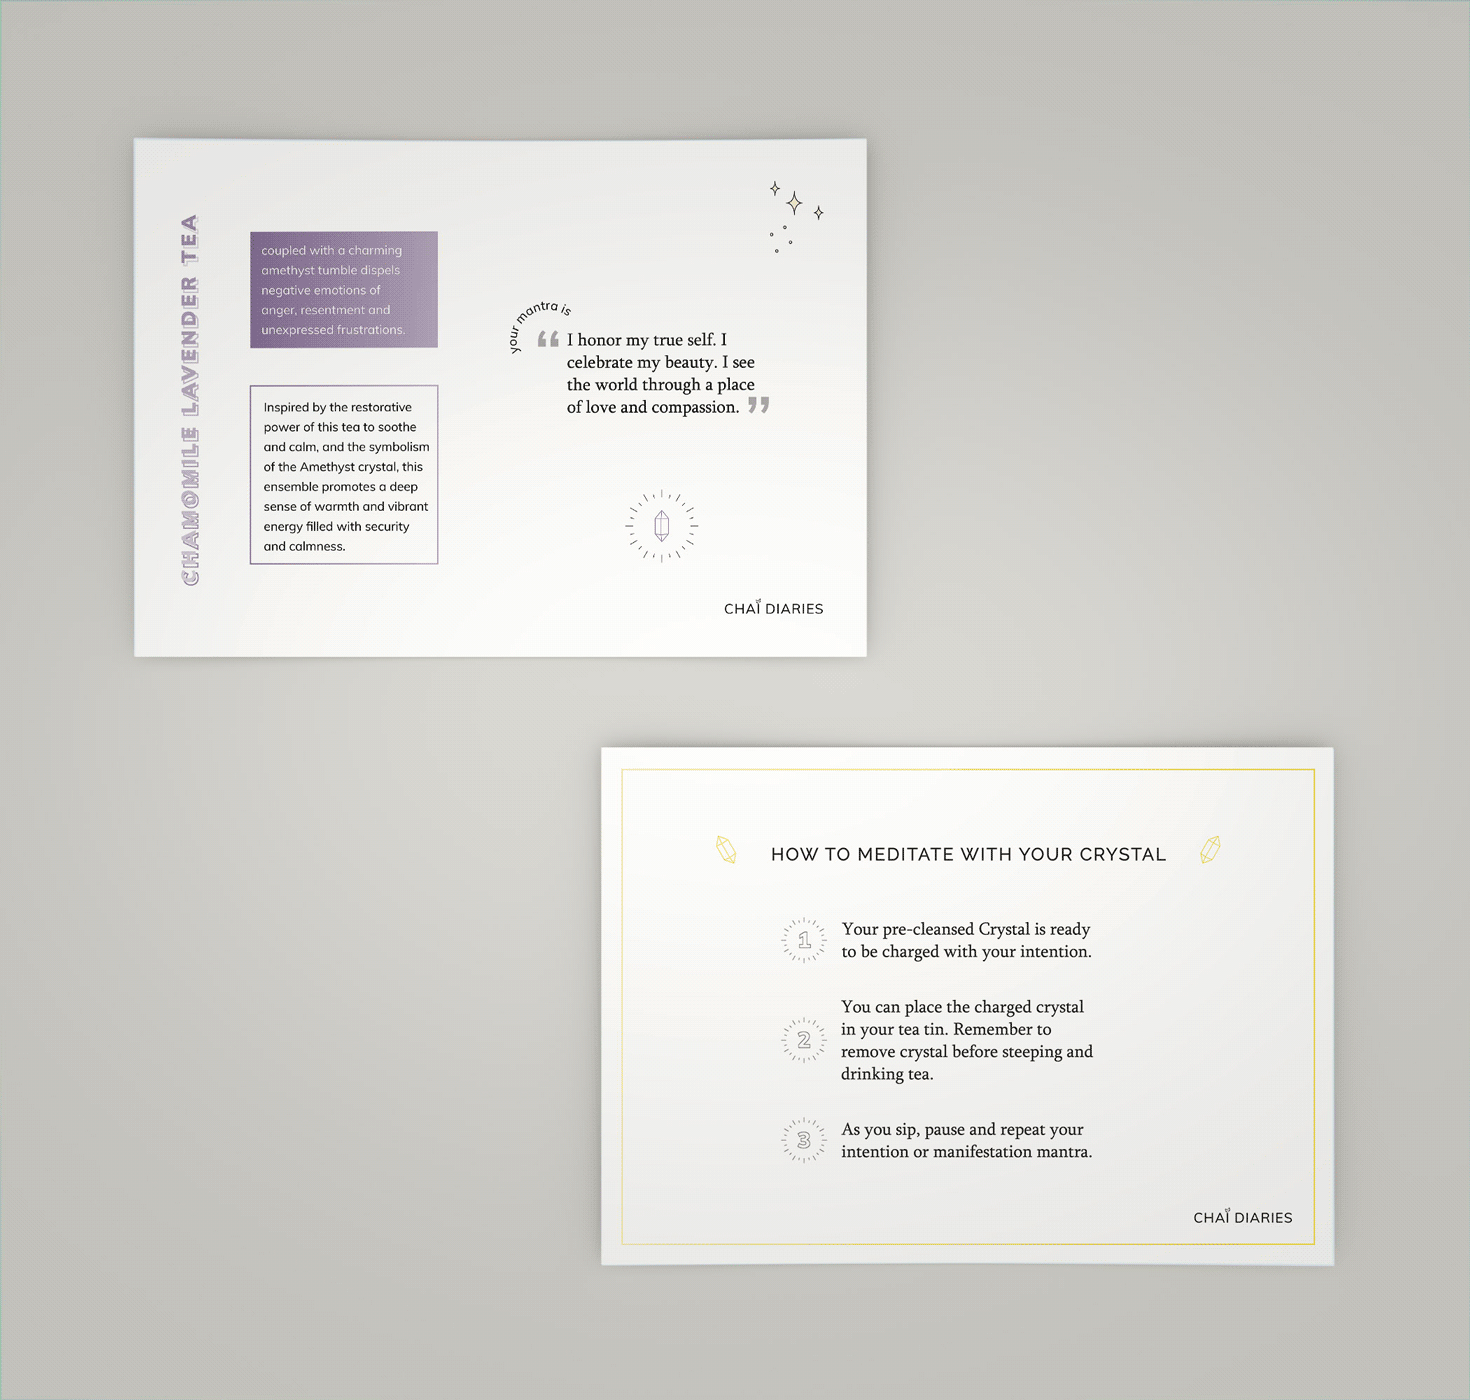 CHAMOMILE LAVENDER TEA
coupled with a charming
amethyst tumble dispels
negative emotions of
anger, resentment and
unexpressed frustrations.
Inspired by the restorative
power of this tea to soothe
and calm, and the symbolism
of the Amethyst crystal, this
ensemble promotes a deep
sense of warmth and vibrant
energy filled with security
and calmness.
your mantra is
“ I honor my true self. I
celebrate my beauty. I see
the world through a place
of love and compassion. ”
CHAI DIARIES
HOW TO MEDITATE WITH YOUR CRYSTAL
1 Your pre-cleansed Crystal is ready
to be charged with your intention.
2 You can place the charged crystal
in your tea tin. Remember to
remove crystal before steeping and
drinking tea.
3 As you sip, pause and repeat your
intention or manifestation mantra.
CHAI DIARIES